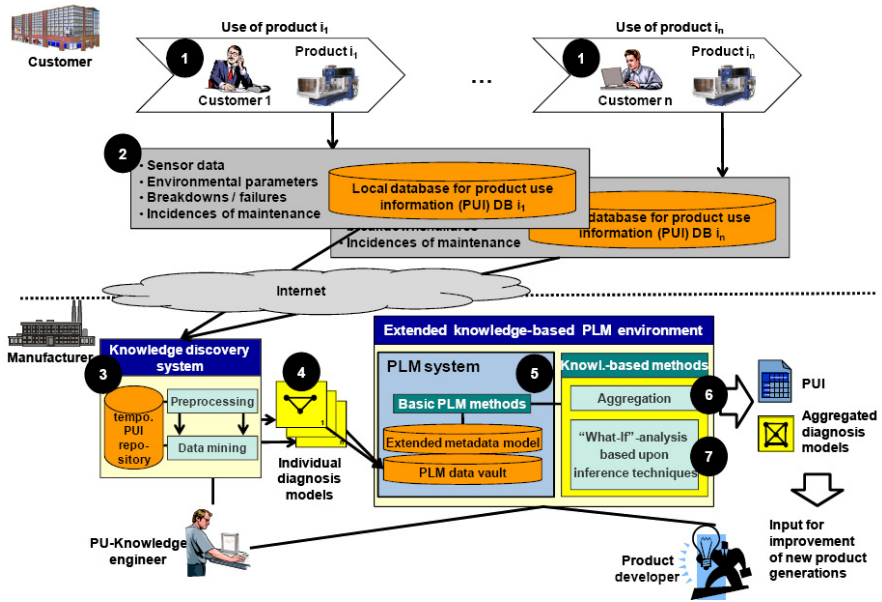 Use of product i1
Use of product in
Customer
1
Product i1
Customer 1
...
1
Product in
Customer n
2
• Sensor data
• Environmental parameters
• Breakdowns / failures
• Incidences of maintenance
Local database for product use
information (PUI) DB i1
database for product use
information (PUI) DB in
• Incidences of maintenance
Internet
Manufacturer
Knowledge discovery
system
3
tempo.
PUI
repo-
sitory
Preprocessing
Data mining
4
1
n
Individual
diagnosis
models
Extended knowledge-based PLM environment
PLM system
5
Basic PLM methods
Extended metadata model
PLM data vault
Knowl.-based methods
Aggregation
6
“What-If”-analysis
based upon
inference techniques
7
PUI
Aggregated
diagnosis
models
Input for
improvement
of new product
generations
PU-Knowledge
engineer
Product
developer